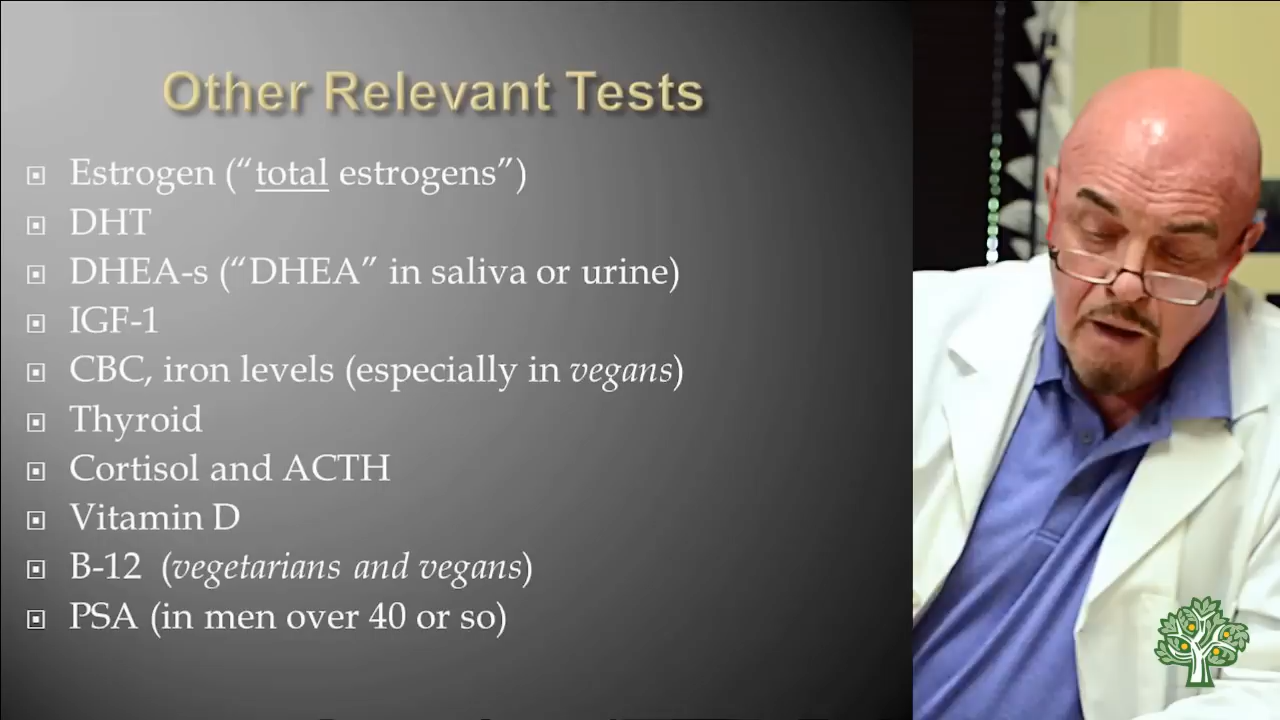 Other Relevant Tests
Estrogen (“total estrogens”)
DHT
DHEA-s (“DHEA” in saliva or urine)
IGF-1
CBC, iron levels (especially in vegans)
Thyroid
Cortisol and ACTH
Vitamin D
B-12 (vegetarians and vegans)
PSA (in men over 40 or so)